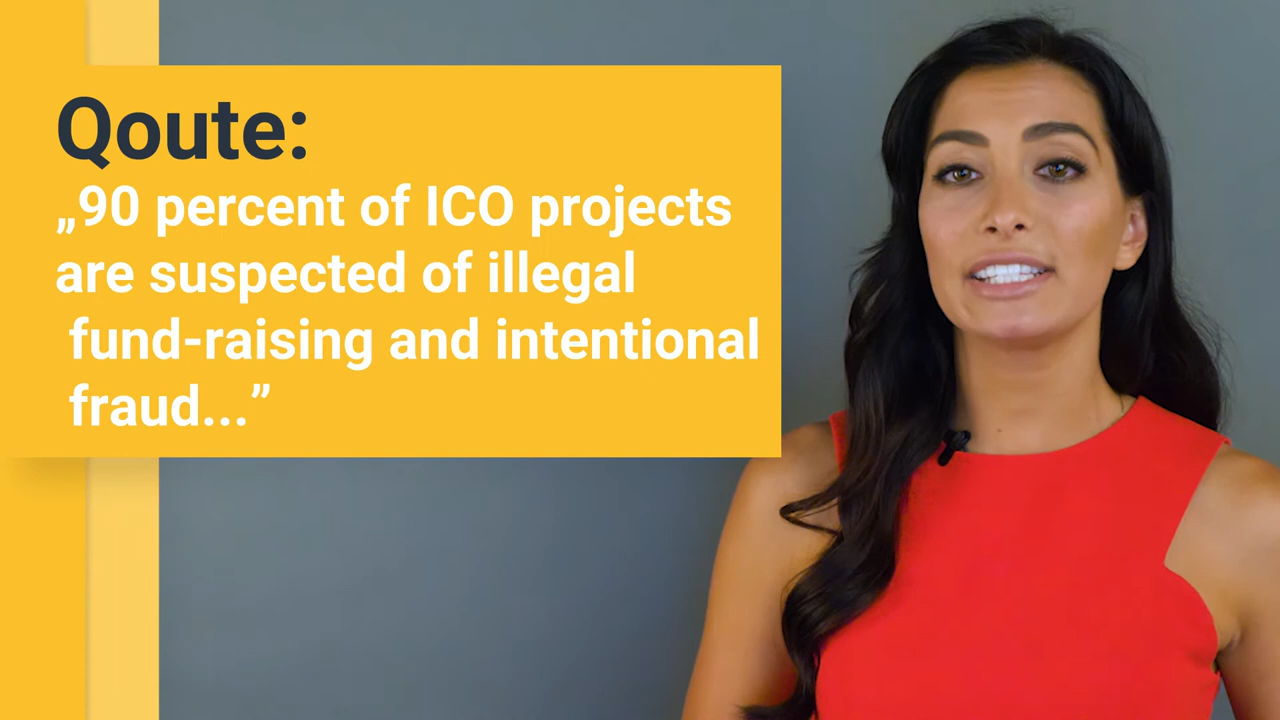 Qoute:
„90 percent of ICO projects
are suspected of illegal
fund-raising and intentional
fraud...”